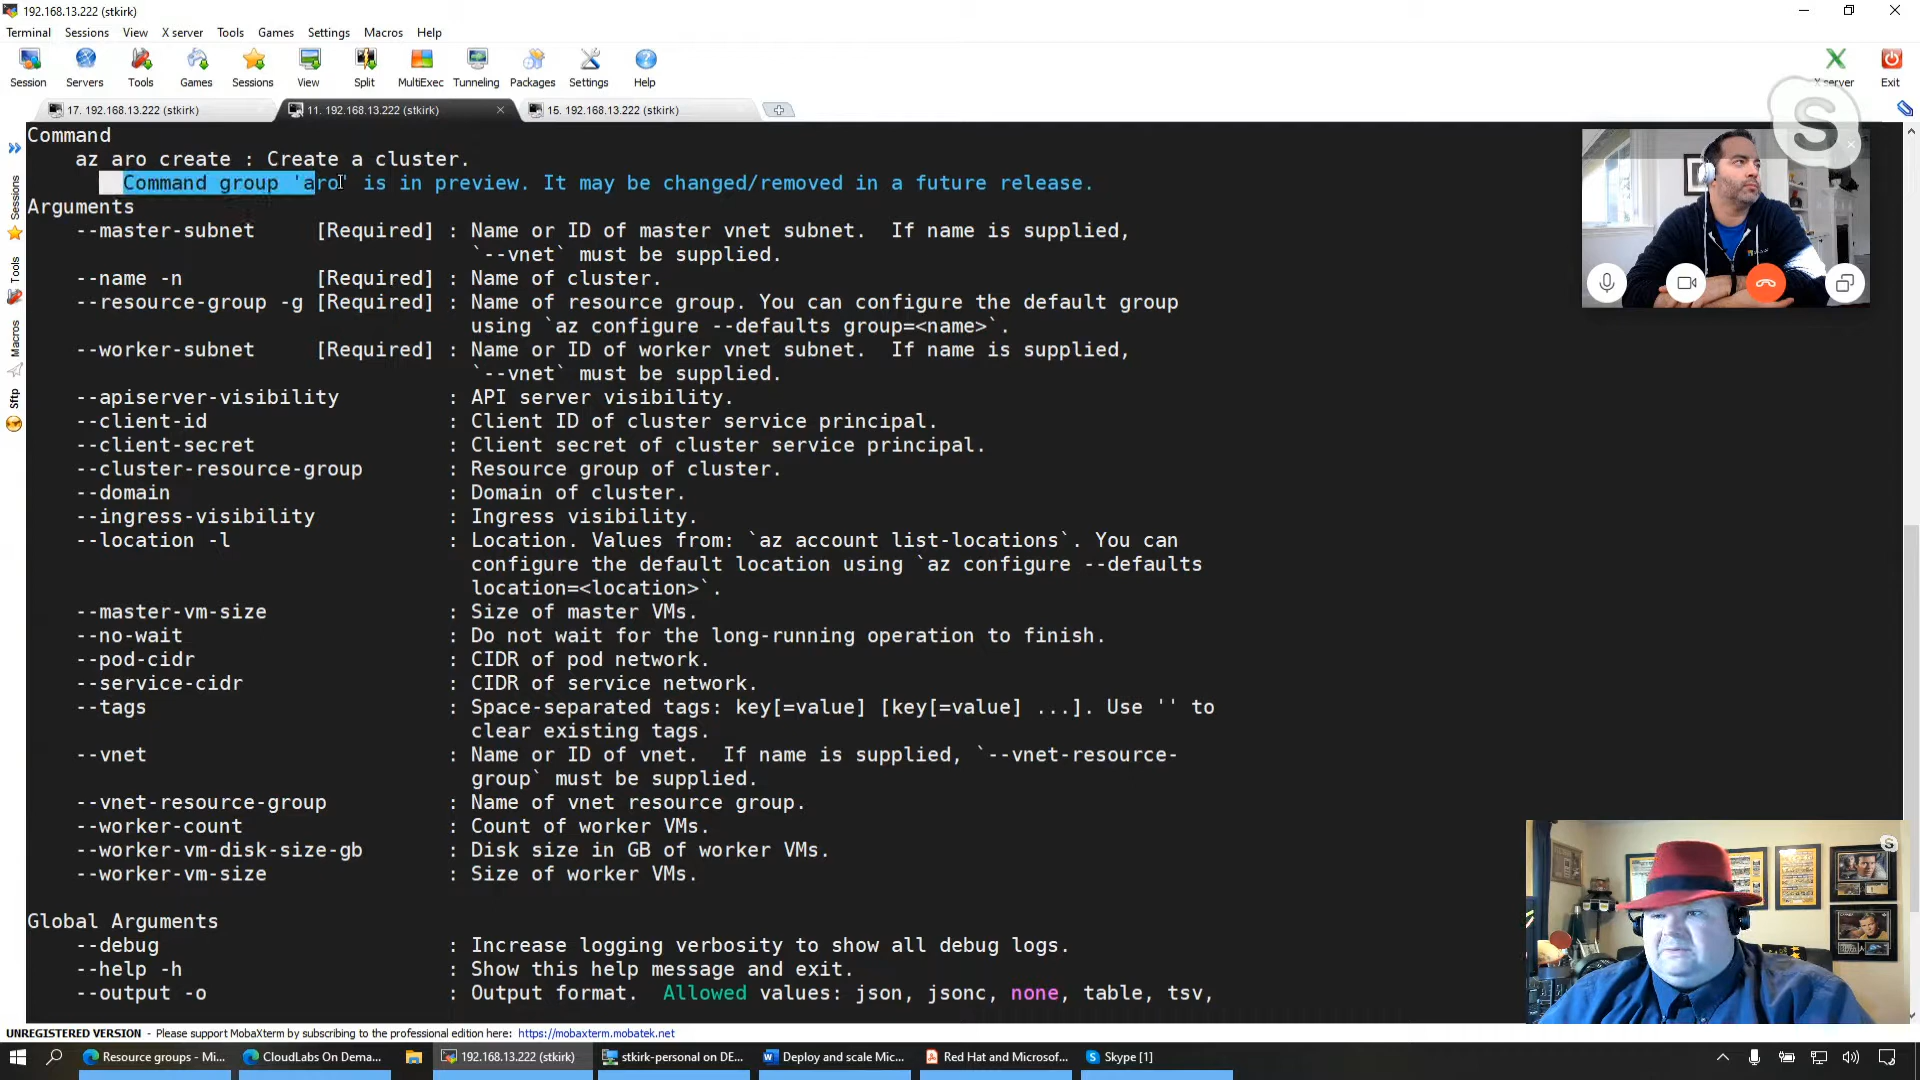 192.168.13.222 (stkirk)
Terminal Sessions View X server Tools Games Settings Macros Help
Session Servers Tools Games Sessions View Split MultiExec Tunneling Packages Settings Help X server Exit
17. 192.168.13.222 (stkirk) 11. 192.168.13.222 (stkirk) 15. 192.168.13.222 (stkirk)
Sessions
Tools
Macros
Sftp
Command
az aro create : Create a cluster.
Command group 'aro' is in preview. It may be changed/removed in a future release.
Arguments
--master-subnet [Required] : Name or ID of master vnet subnet. If name is supplied,
`--vnet` must be supplied.
--name -n [Required] : Name of cluster.
--resource-group -g [Required] : Name of resource group. You can configure the default group
using `az configure --defaults group=<name>`.
--worker-subnet [Required] : Name or ID of worker vnet subnet. If name is supplied,
`--vnet` must be supplied.
--apiserver-visibility : API server visibility.
--client-id : Client ID of cluster service principal.
--client-secret : Client secret of cluster service principal.
--cluster-resource-group : Resource group of cluster.
--domain : Domain of cluster.
--ingress-visibility : Ingress visibility.
--location -l : Location. Values from: `az account list-locations`. You can
configure the default location using `az configure --defaults
location=<location>`.
--master-vm-size : Size of master VMs.
--no-wait : Do not wait for the long-running operation to finish.
--pod-cidr : CIDR of pod network.
--service-cidr : CIDR of service network.
--tags : Space-separated tags: key[=value] [key[=value] ...]. Use '' to
clear existing tags.
--vnet : Name or ID of vnet. If name is supplied, `--vnet-resource-
group` must be supplied.
--vnet-resource-group : Name of vnet resource group.
--worker-count : Count of worker VMs.
--worker-vm-disk-size-gb : Disk size in GB of worker VMs.
--worker-vm-size : Size of worker VMs.
Global Arguments
--debug : Increase logging verbosity to show all debug logs.
--help -h : Show this help message and exit.
--output -o : Output format. Allowed values: json, jsonc, none, table, tsv,
UNREGISTERED VERSION - Please support MobaXterm by subscribing to the professional edition here: https://mobaxterm.mobatek.net
Resource groups - Mi... CloudLabs On Dema... 192.168.13.222 (stkirk) stkirk-personal on DE... Deploy and scale Mic... Red Hat and Microsof... Skype [1]